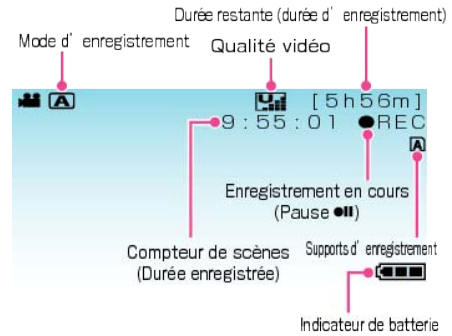 Durée restante (durée d’enregistrement)
Mode d’enregistrement
Qualité vidéo
A
[5h56m]
9:55:01 ●REC
A
Enregistrement en cours
(Pause ●II)
Compteur de scènes
(Durée enregistrée)
Supports d’enregistrement
Indicateur de batterie